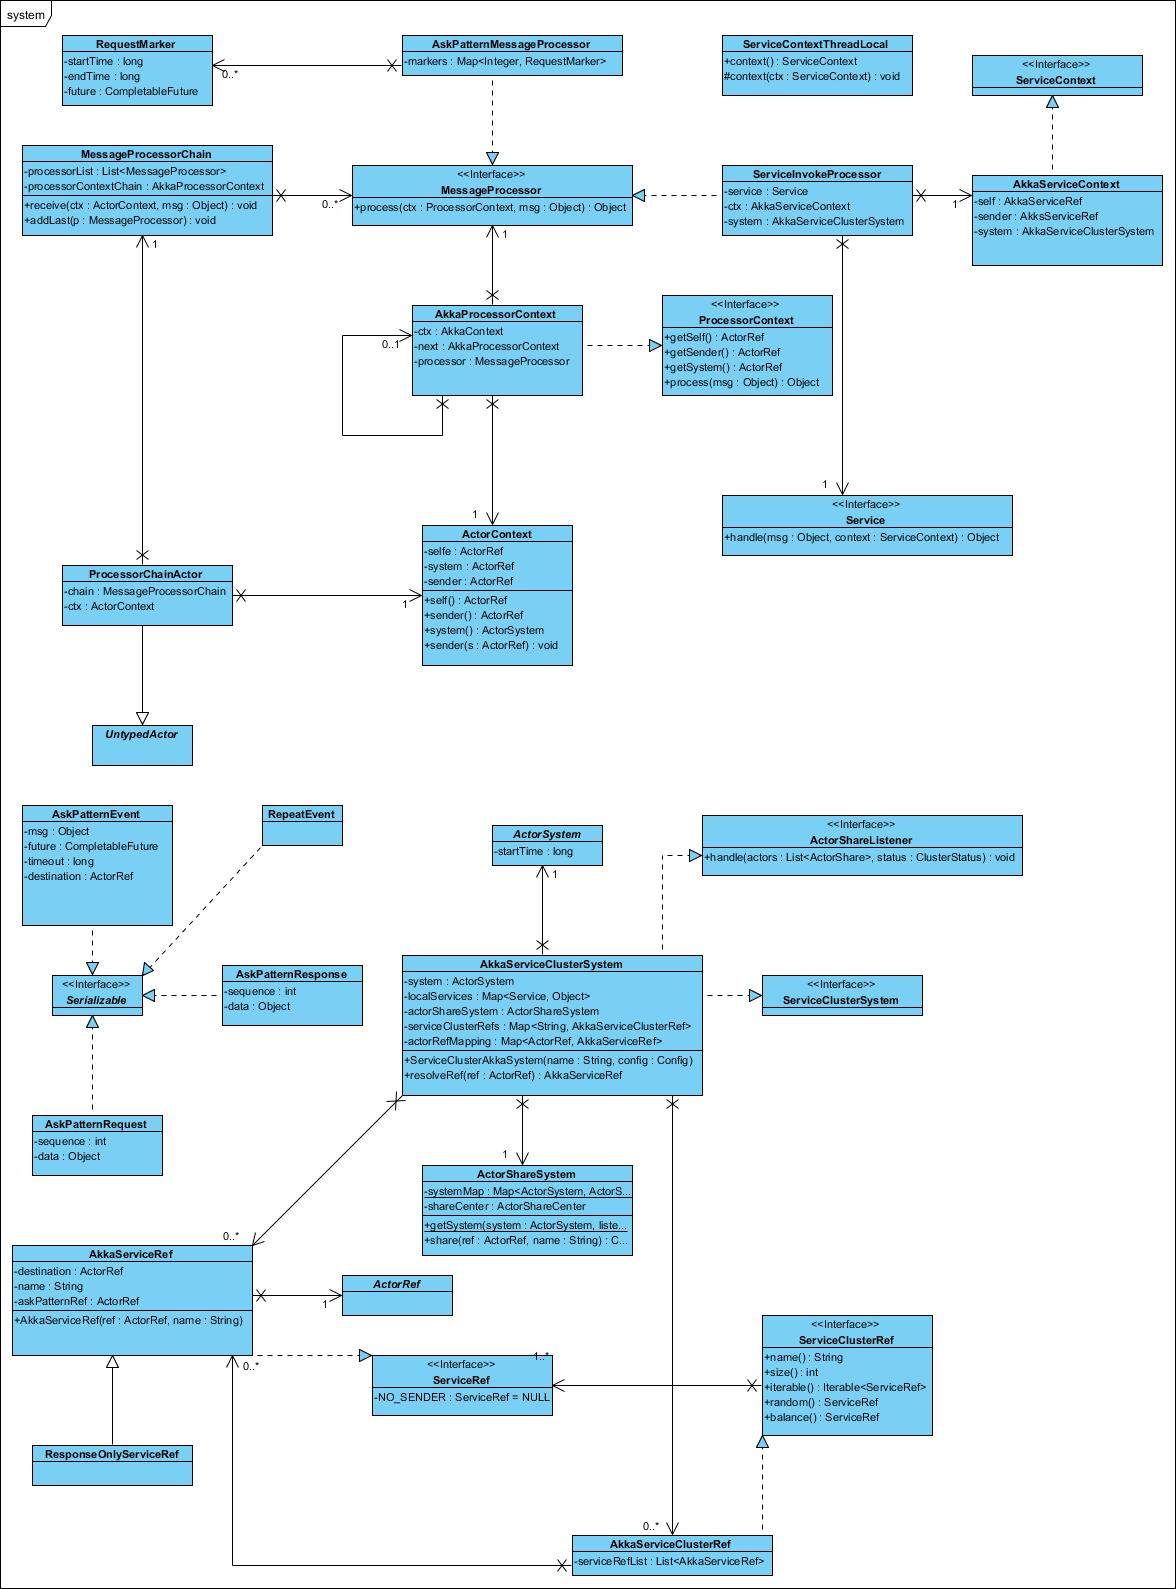 system
RequestMarker
-startTime : long
-endTime : long
-future : CompletableFuture
0..*
AskPatternMessageProcessor
-markers : Map<Integer, RequestMarker>
ServiceContextThreadLocal
+context() : ServiceContext
#context(ctx : ServiceContext) : void
<<Interface>>
ServiceContext
MessageProcessorChain
-processorList : List<MessageProcessor>
-processorContextChain : AkkaProcessorContext
+receive(ctx : ActorContext, msg : Object) : void
+addLast(p : MessageProcessor) : void
1
0..*
<<Interface>>
MessageProcessor
+process(ctx : ProcessorContext, msg : Object) : Object
1
ServiceInvokeProcessor
-service : Service
-ctx : AkkaServiceContext
-system : AkkaServiceClusterSystem
1
AkkaServiceContext
-self : AkkaServiceRef
-sender : AkksServiceRef
-system : AkkaServiceClusterSystem
AkkaProcessorContext
-ctx : AkkaContext
-next : AkkaProcessorContext
-processor : MessageProcessor
0..1
<<Interface>>
ProcessorContext
+getSelf() : ActorRef
+getSender() : ActorRef
+getSystem() : ActorRef
+process(msg : Object) : Object
1
<<Interface>>
Service
+handle(msg : Object, context : ServiceContext) : Object
1
ActorContext
-selfe : ActorRef
-system : ActorRef
-sender : ActorRef
+self() : ActorRef
+sender() : ActorRef
+system() : ActorSystem
+sender(s : ActorRef) : void
ProcessorChainActor
-chain : MessageProcessorChain
-ctx : ActorContext
1
UntypedActor
AskPatternEvent
-msg : Object
-future : CompletableFuture
-timeout : long
-destination : ActorRef
RepeatEvent
ActorSystem
-startTime : long
1
<<Interface>>
ActorShareListener
+handle(actors : List<ActorShare>, status : ClusterStatus) : void
<<Interface>>
Serializable
AskPatternResponse
-sequence : int
-data : Object
AkkaServiceClusterSystem
-system : ActorSystem
-localServices : Map<Service, Object>
-actorShareSystem : ActorShareSystem
-serviceClusterRefs : Map<String, AkkaServiceClusterRef>
-actorRefMapping : Map<ActorRef, AkkaServiceRef>
+ServiceClusterAkkaSystem(name : String, config : Config)
+resolveRef(ref : ActorRef) : AkkaServiceRef
<<Interface>>
ServiceClusterSystem
AskPatternRequest
-sequence : int
-data : Object
1
ActorShareSystem
-systemMap : Map<ActorSystem, ActorS...
-shareCenter : ActorShareCenter
+getSystem(system : ActorSystem, liste...
+share(ref : ActorRef, name : String) : C...
0..*
AkkaServiceRef
-destination : ActorRef
-name : String
-askPatternRef : ActorRef
+AkkaServiceRef(ref : ActorRef, name : String)
1
ActorRef
0..*
1..*
<<Interface>>
ServiceRef
-NO_SENDER : ServiceRef = NULL
<<Interface>>
ServiceClusterRef
+name() : String
+size() : int
+iterable() : Iterable<ServiceRef>
+random() : ServiceRef
+balance() : ServiceRef
ResponseOnlyServiceRef
0..*
AkkaServiceClusterRef
-serviceRefList : List<AkkaServiceRef>